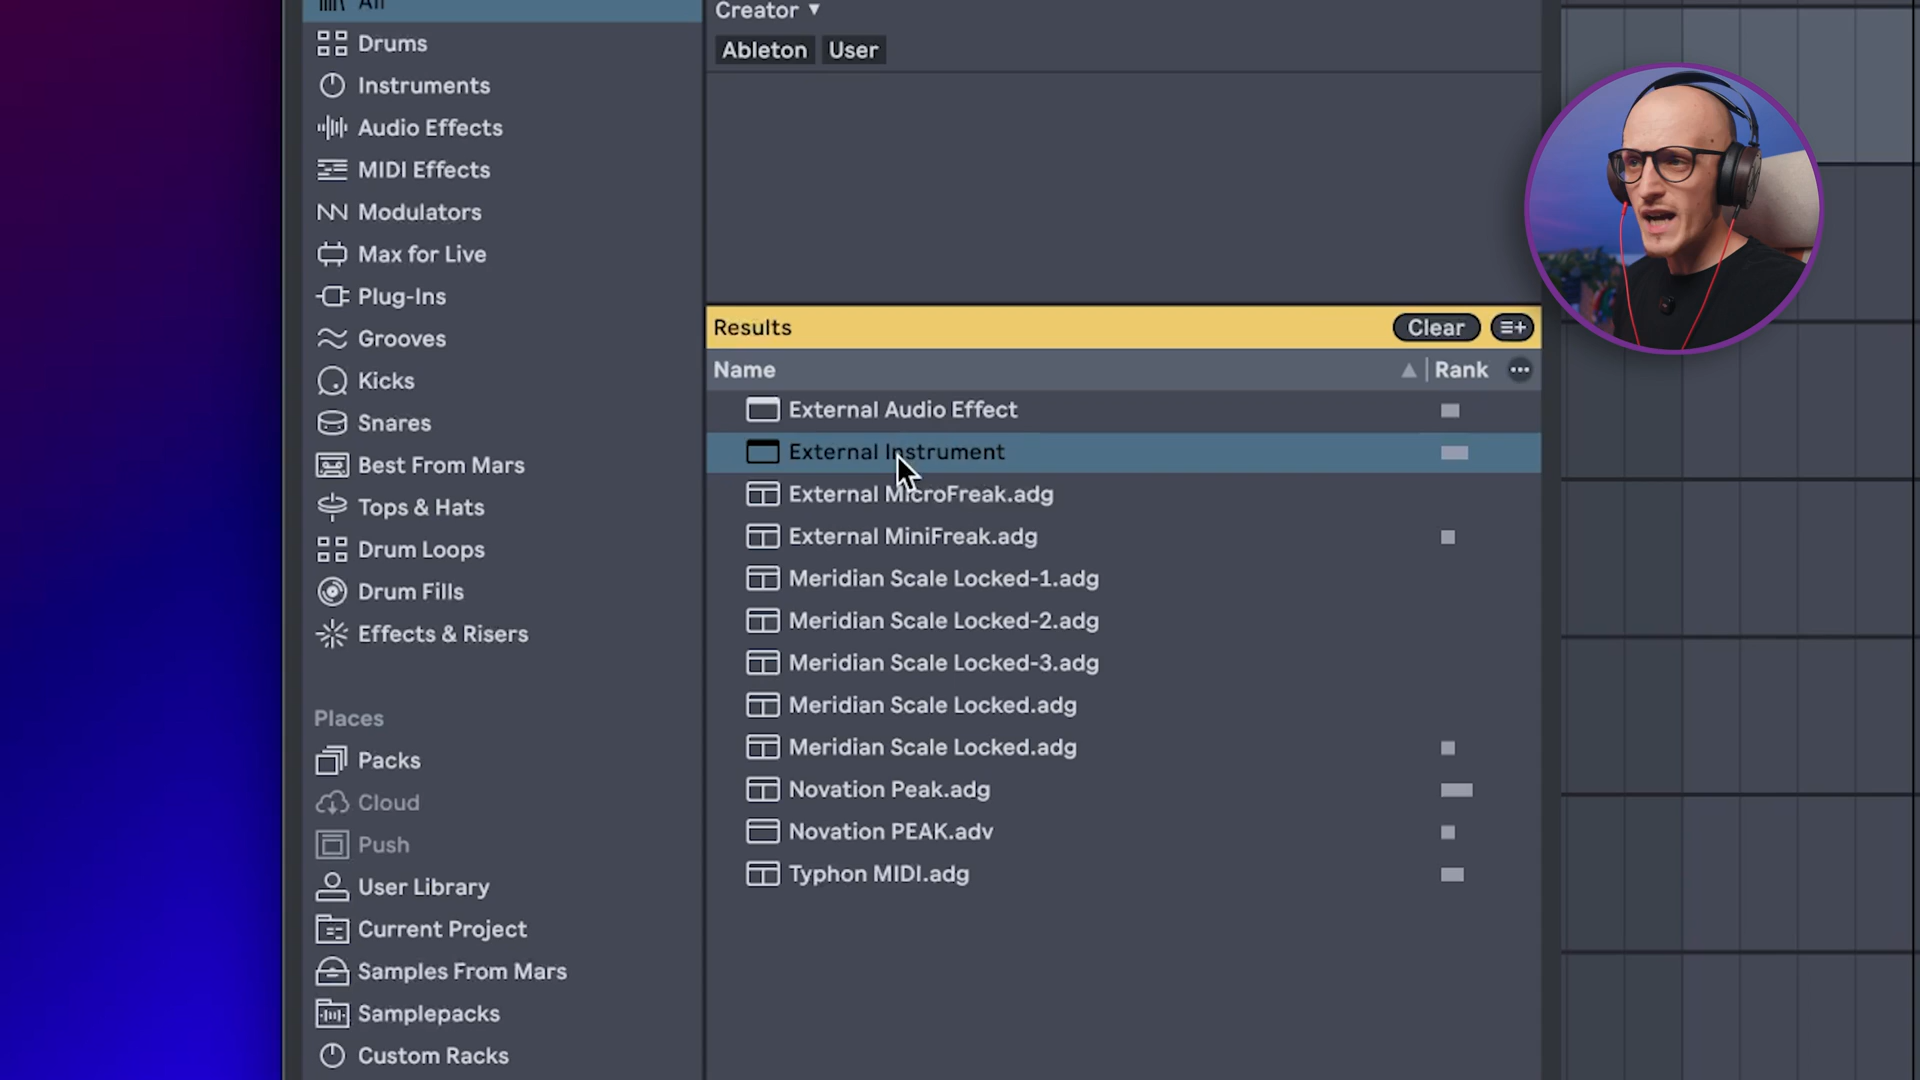 All
Drums
Instruments
Audio Effects
MIDI Effects
Modulators
Max for Live
Plug-Ins
Grooves
Kicks
Snares
Best From Mars
Tops & Hats
Drum Loops
Drum Fills
Effects & Risers
Places
Packs
Cloud
Push
User Library
Current Project
Samples From Mars
Samplepacks
Custom Racks
Creator
Ableton User
Results Clear
Name Rank
External Audio Effect
External Instrument
External MicroFreak.adg
External MiniFreak.adg
Meridian Scale Locked-1.adg
Meridian Scale Locked-2.adg
Meridian Scale Locked-3.adg
Meridian Scale Locked.adg
Meridian Scale Locked.adg
Novation Peak.adg
Novation PEAK.adv
Typhon MIDI.adg